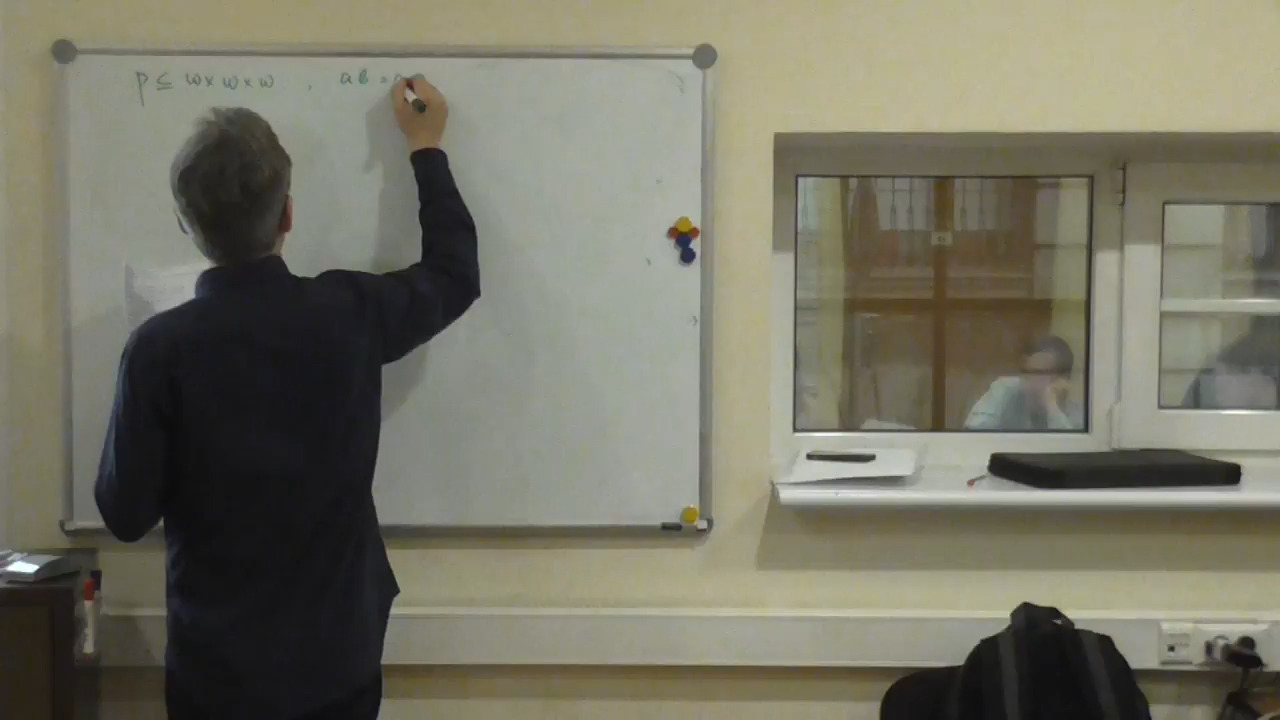 p ⊆ ω × ω × ω , ab =